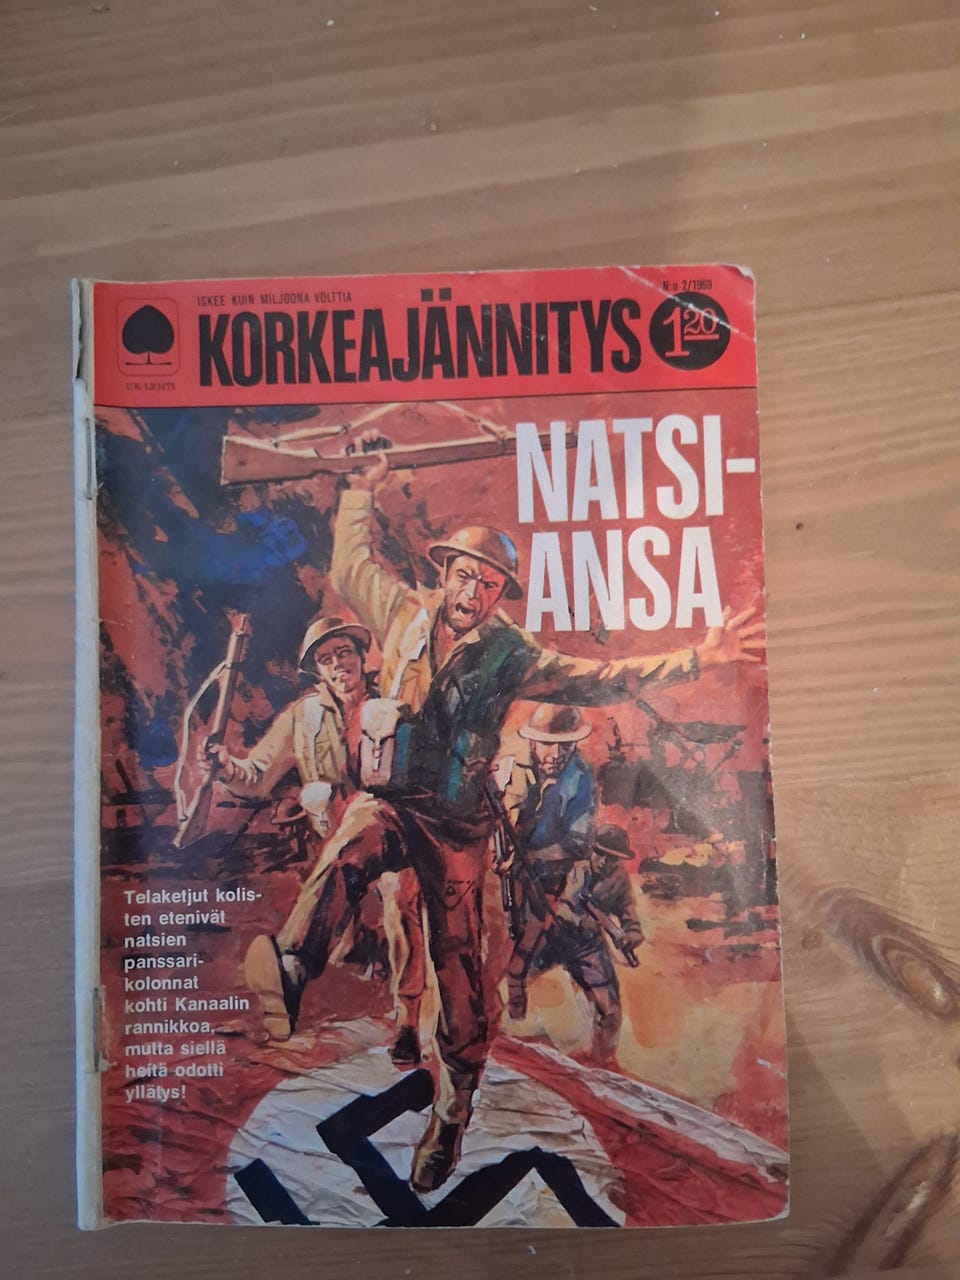 N:o 2/1969
ISKEE KUIN MILJOONA VOLTTIA
KORKEAJÄNNITYS
1 20
UK-LEHTI
NATSI-
ANSA
Telaketjut kolis-
ten etenivät
natsien
panssari-
kolonnat
kohti Kanaalin
rannikkoa,
mutta siellä
heitä odotti
yllätys!